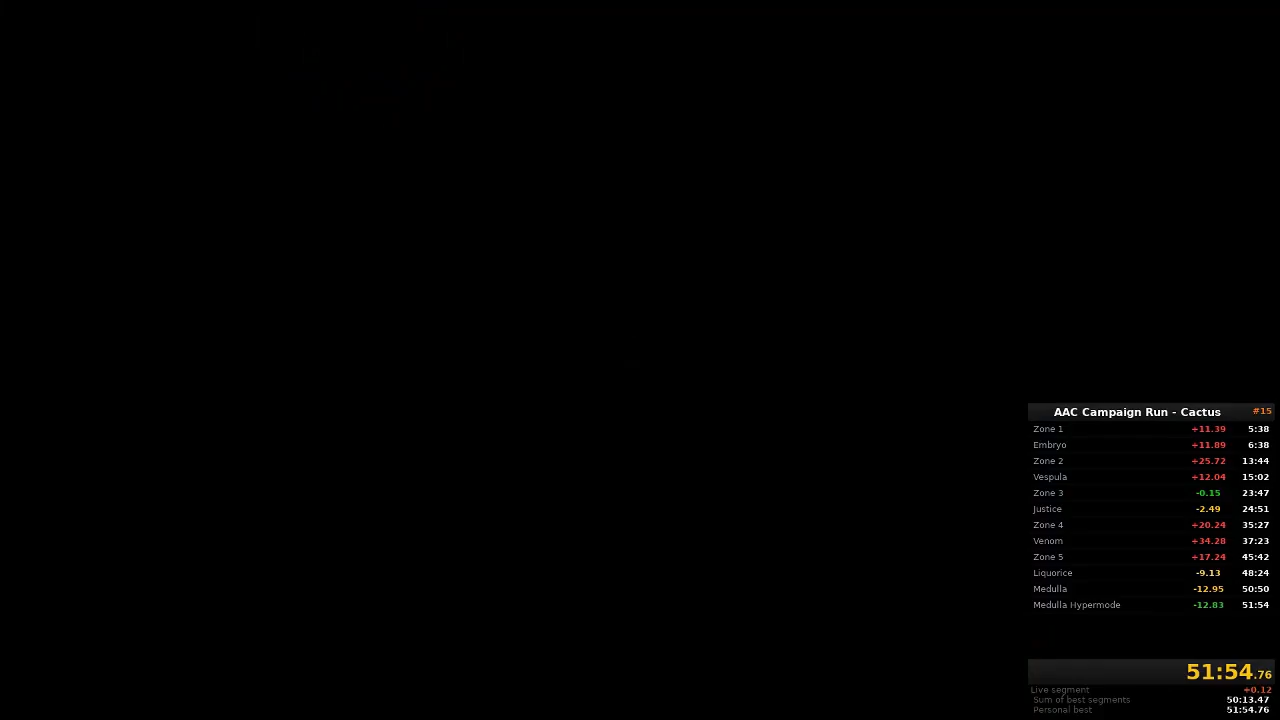 AAC Campaign Run - Cactus #15
Zone 1 +11.39 5:38
Embryo +11.89 6:38
Zone 2 +25.72 13:44
Vespula +12.04 15:02
Zone 3 -0.15 23:47
Justice -2.49 24:51
Zone 4 +20.24 35:27
Venom +34.28 37:23
Zone 5 +17.24 45:42
Liquorice -9.13 48:24
Medulla -12.95 50:50
Medulla Hypermode -12.83 51:54
51:54.76
Live segment +0.12
Sum of best segments 50:13.47
Personal best 51:54.76